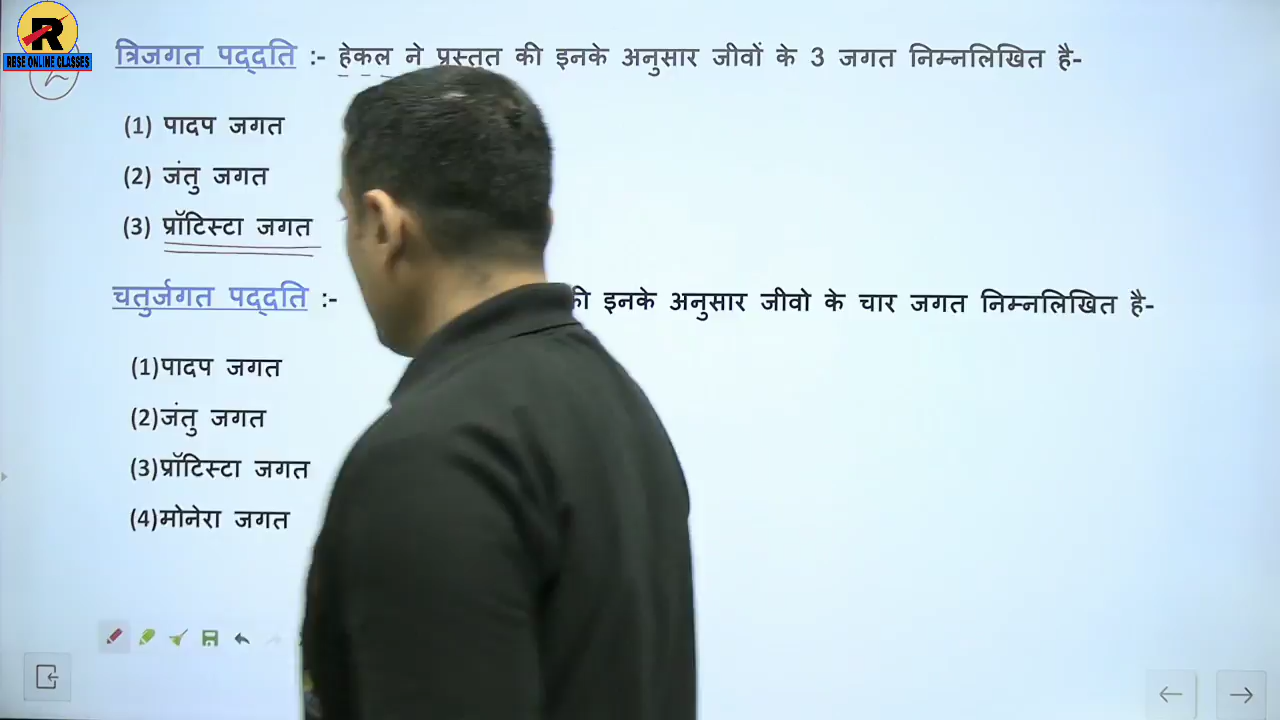 R
RBSE ONLINE CLASSES
त्रिजगत पद्दति :- हेकल ने प्रस्तत की इनके अनुसार जीवों के 3 जगत निम्नलिखित है-
(1) पादप जगत
(2) जंतु जगत
(3) प्रॉटिस्टा जगत
चतुर्जगत पद्दति :- की इनके अनुसार जीवो के चार जगत निम्नलिखित है-
(1)पादप जगत
(2)जंतु जगत
(3)प्रॉटिस्टा जगत
(4)मोनेरा जगत